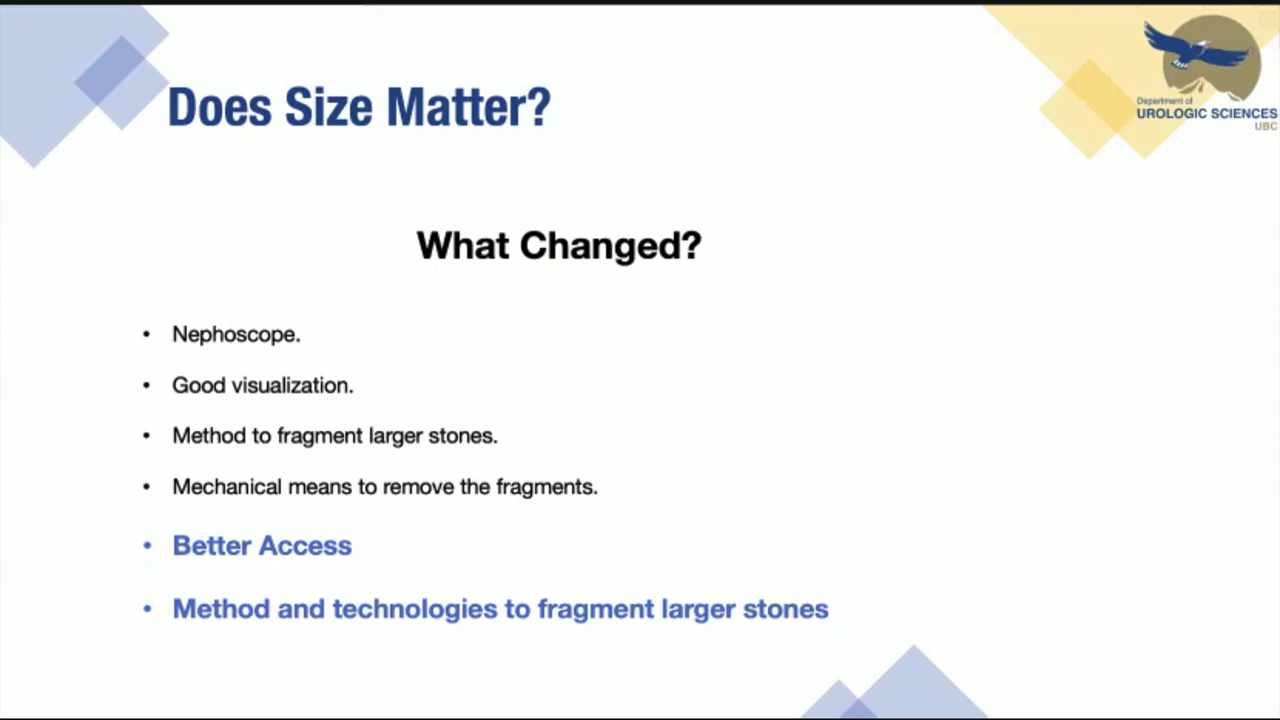 Does Size Matter?
Department of
UROLOGIC SCIENCES
UBC
What Changed?
• Nephoscope.
• Good visualization.
• Method to fragment larger stones.
• Mechanical means to remove the fragments.
• Better Access
• Method and technologies to fragment larger stones